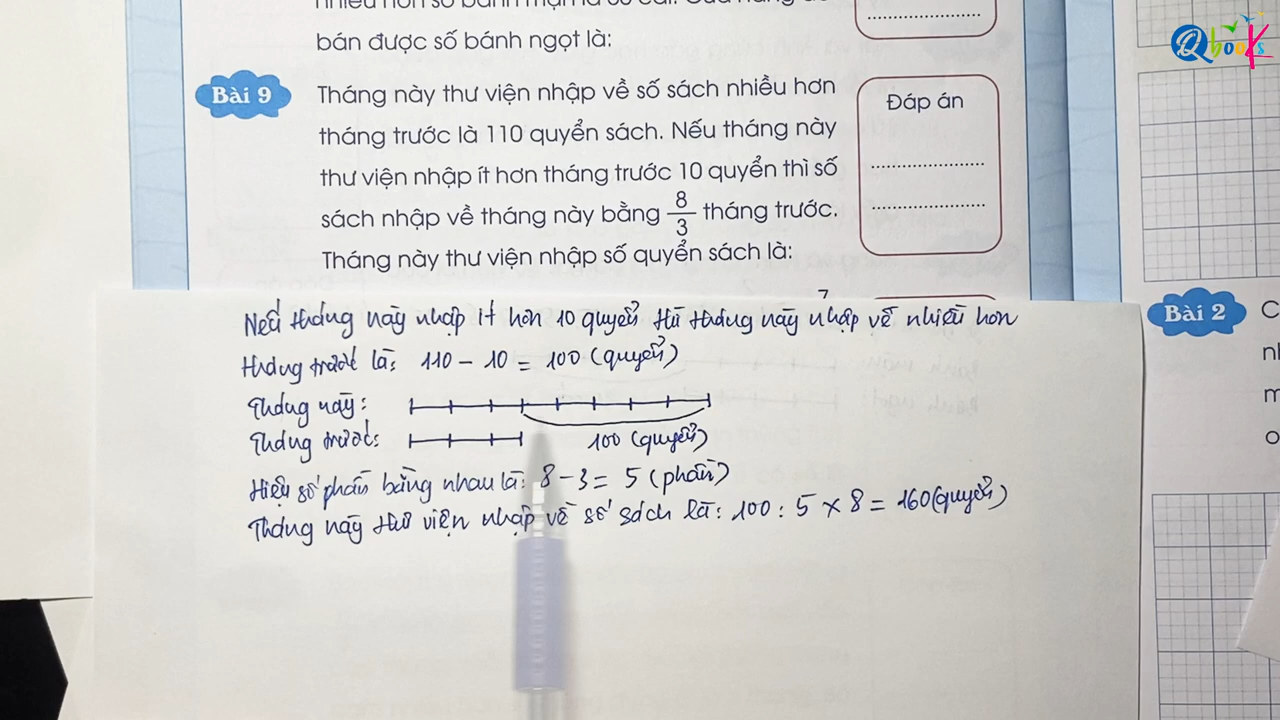 bán được số bánh ngọt là:
Qbooks
Bài 9
Tháng này thư viện nhập về số sách nhiều hơn
tháng trước là 110 quyển sách. Nếu tháng này
thư viện nhập ít hơn tháng trước 10 quyển thì số
sách nhập về tháng này bằng 8/3 tháng trước.
Tháng này thư viện nhập số quyển sách là:
Đáp án
Nếu tháng này nhập ít hơn 10 quyển thì tháng này nhập về nhiều hơn
tháng trước là: 110 - 10 = 100 (quyển)
Tháng này:
Tháng trước:
100 (quyển)
Hiệu số phần bằng nhau là: 8 - 3 = 5 (phần)
Tháng này thư viện nhập về số sách là: 100 : 5 × 8 = 160 (quyển)
7
Bài 2
C
nh
m
o